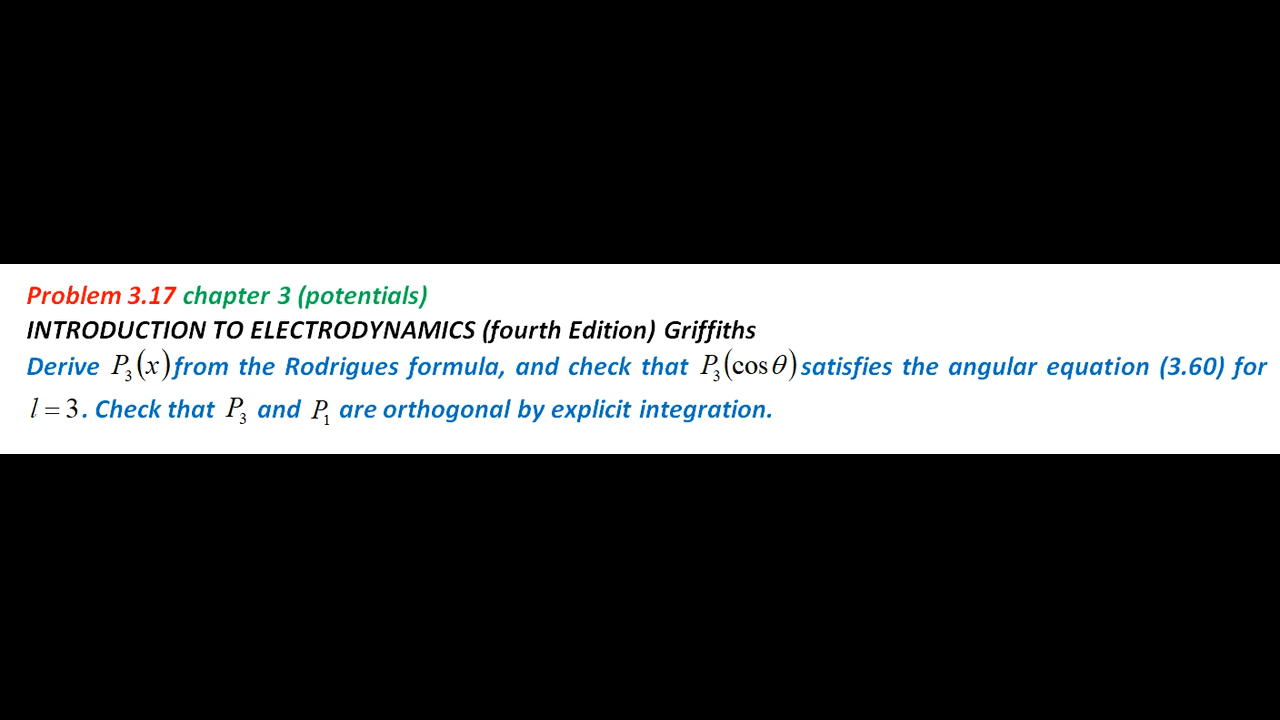 Problem 3.17 chapter 3 (potentials)
INTRODUCTION TO ELECTRODYNAMICS (fourth Edition) Griffiths
Derive P₃(x) from the Rodrigues formula, and check that P₃(cos θ) satisfies the angular equation (3.60) for
l = 3. Check that P₃ and P₁ are orthogonal by explicit integration.